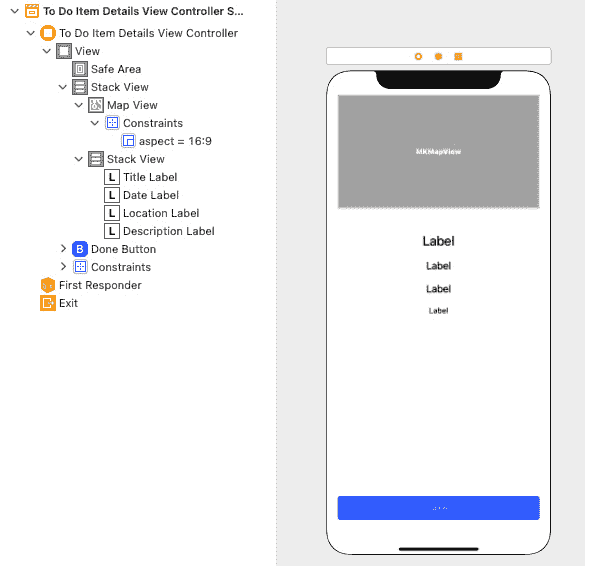 To Do Item Details View Controller S...
To Do Item Details View Controller
View
Safe Area
Stack View
Map View
Constraints
aspect = 16:9
Stack View
L Title Label
L Date Label
L Location Label
L Description Label
B Done Button
Constraints
First Responder
Exit
MKMapView
Label
Label
Label
Label